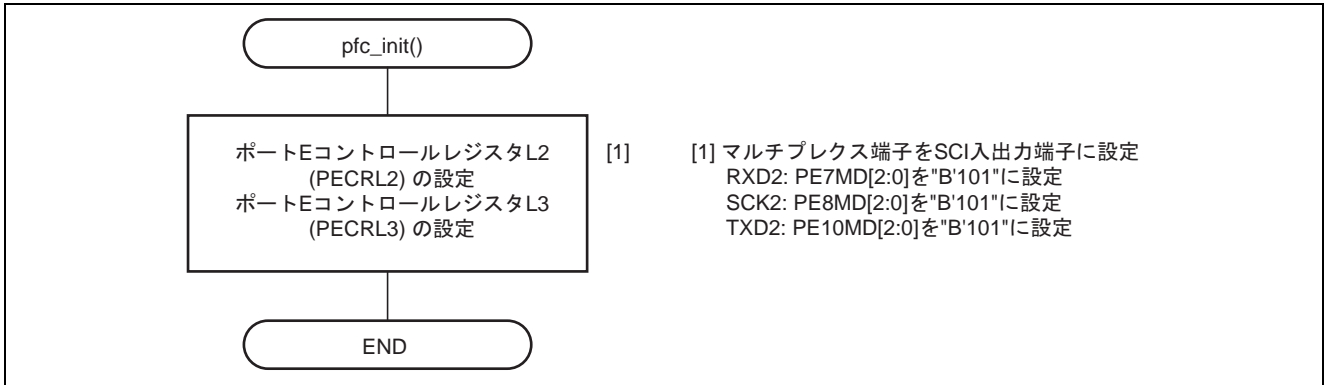 pfc_init()
ポートEコントロールレジスタL2
(PECRL2) の設定
ポートEコントロールレジスタL3
(PECRL3) の設定
[1]
[1] マルチプレクス端子をSCI入出力端子に設定
RXD2: PE7MD[2:0]を"B'101"に設定
SCK2: PE8MD[2:0]を"B'101"に設定
TXD2: PE10MD[2:0]を"B'101"に設定
END